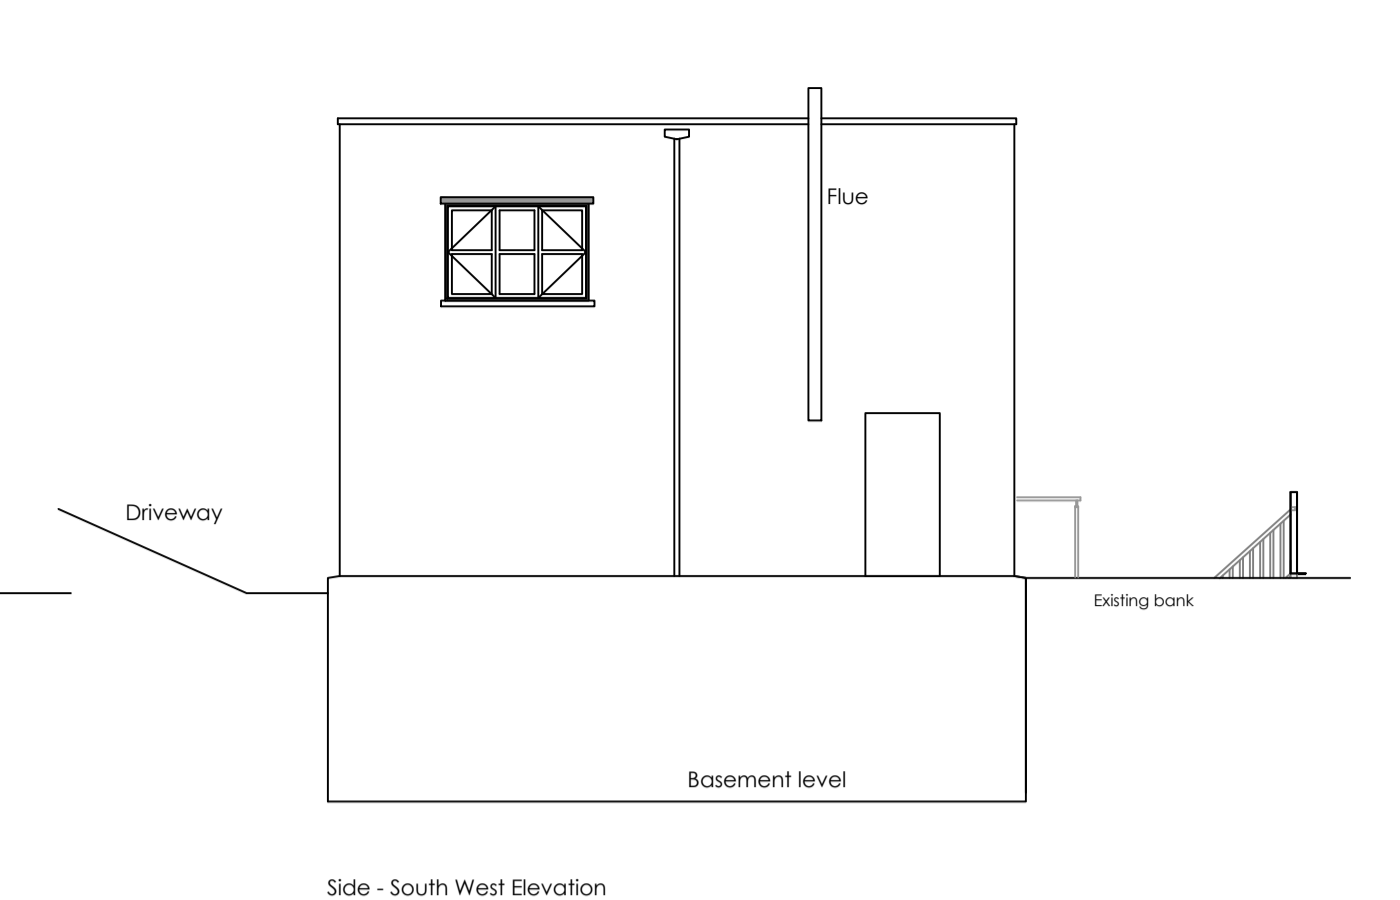 Flue
Driveway
Existing bank
Basement level
Side - South West Elevation